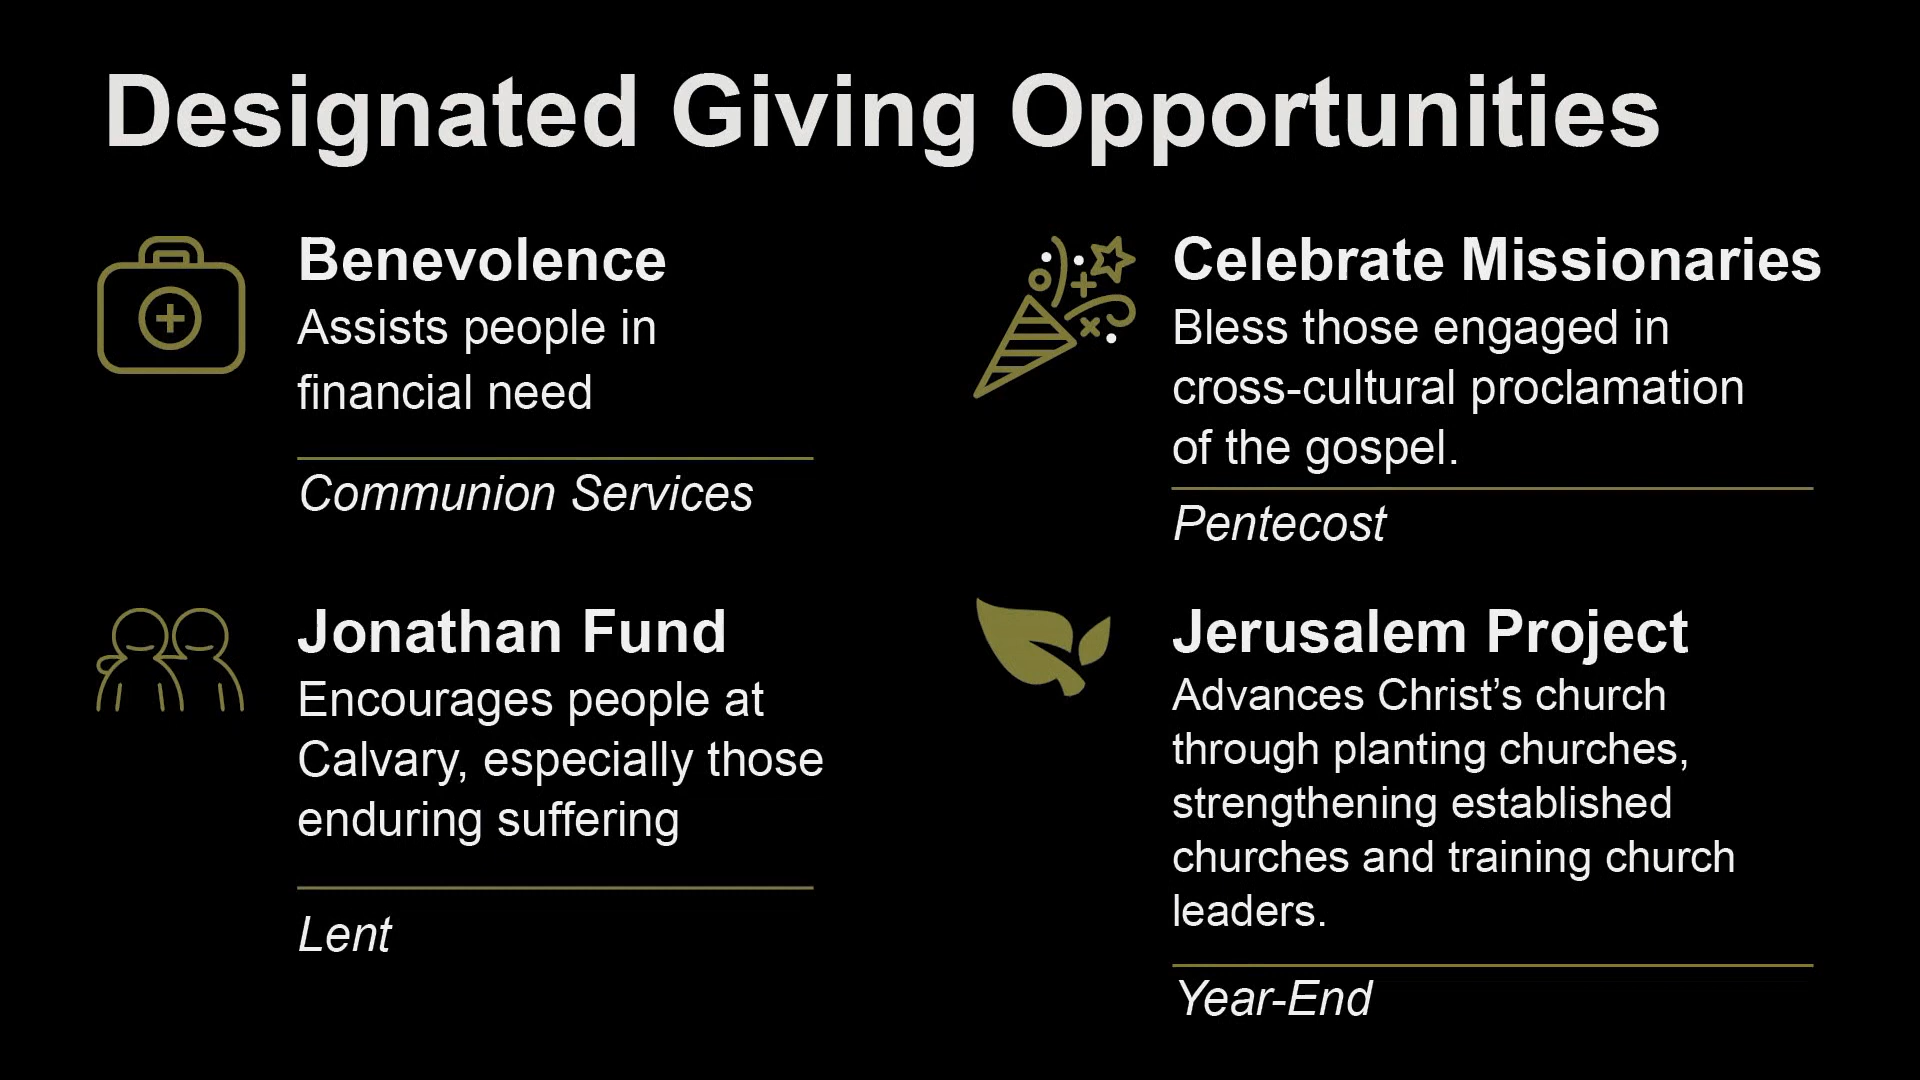 Designated Giving Opportunities
Benevolence
Assists people in
financial need
Communion Services
Celebrate Missionaries
Bless those engaged in
cross-cultural proclamation
of the gospel.
Pentecost
Jonathan Fund
Encourages people at
Calvary, especially those
enduring suffering
Lent
Jerusalem Project
Advances Christ’s church
through planting churches,
strengthening established
churches and training church
leaders.
Year-End